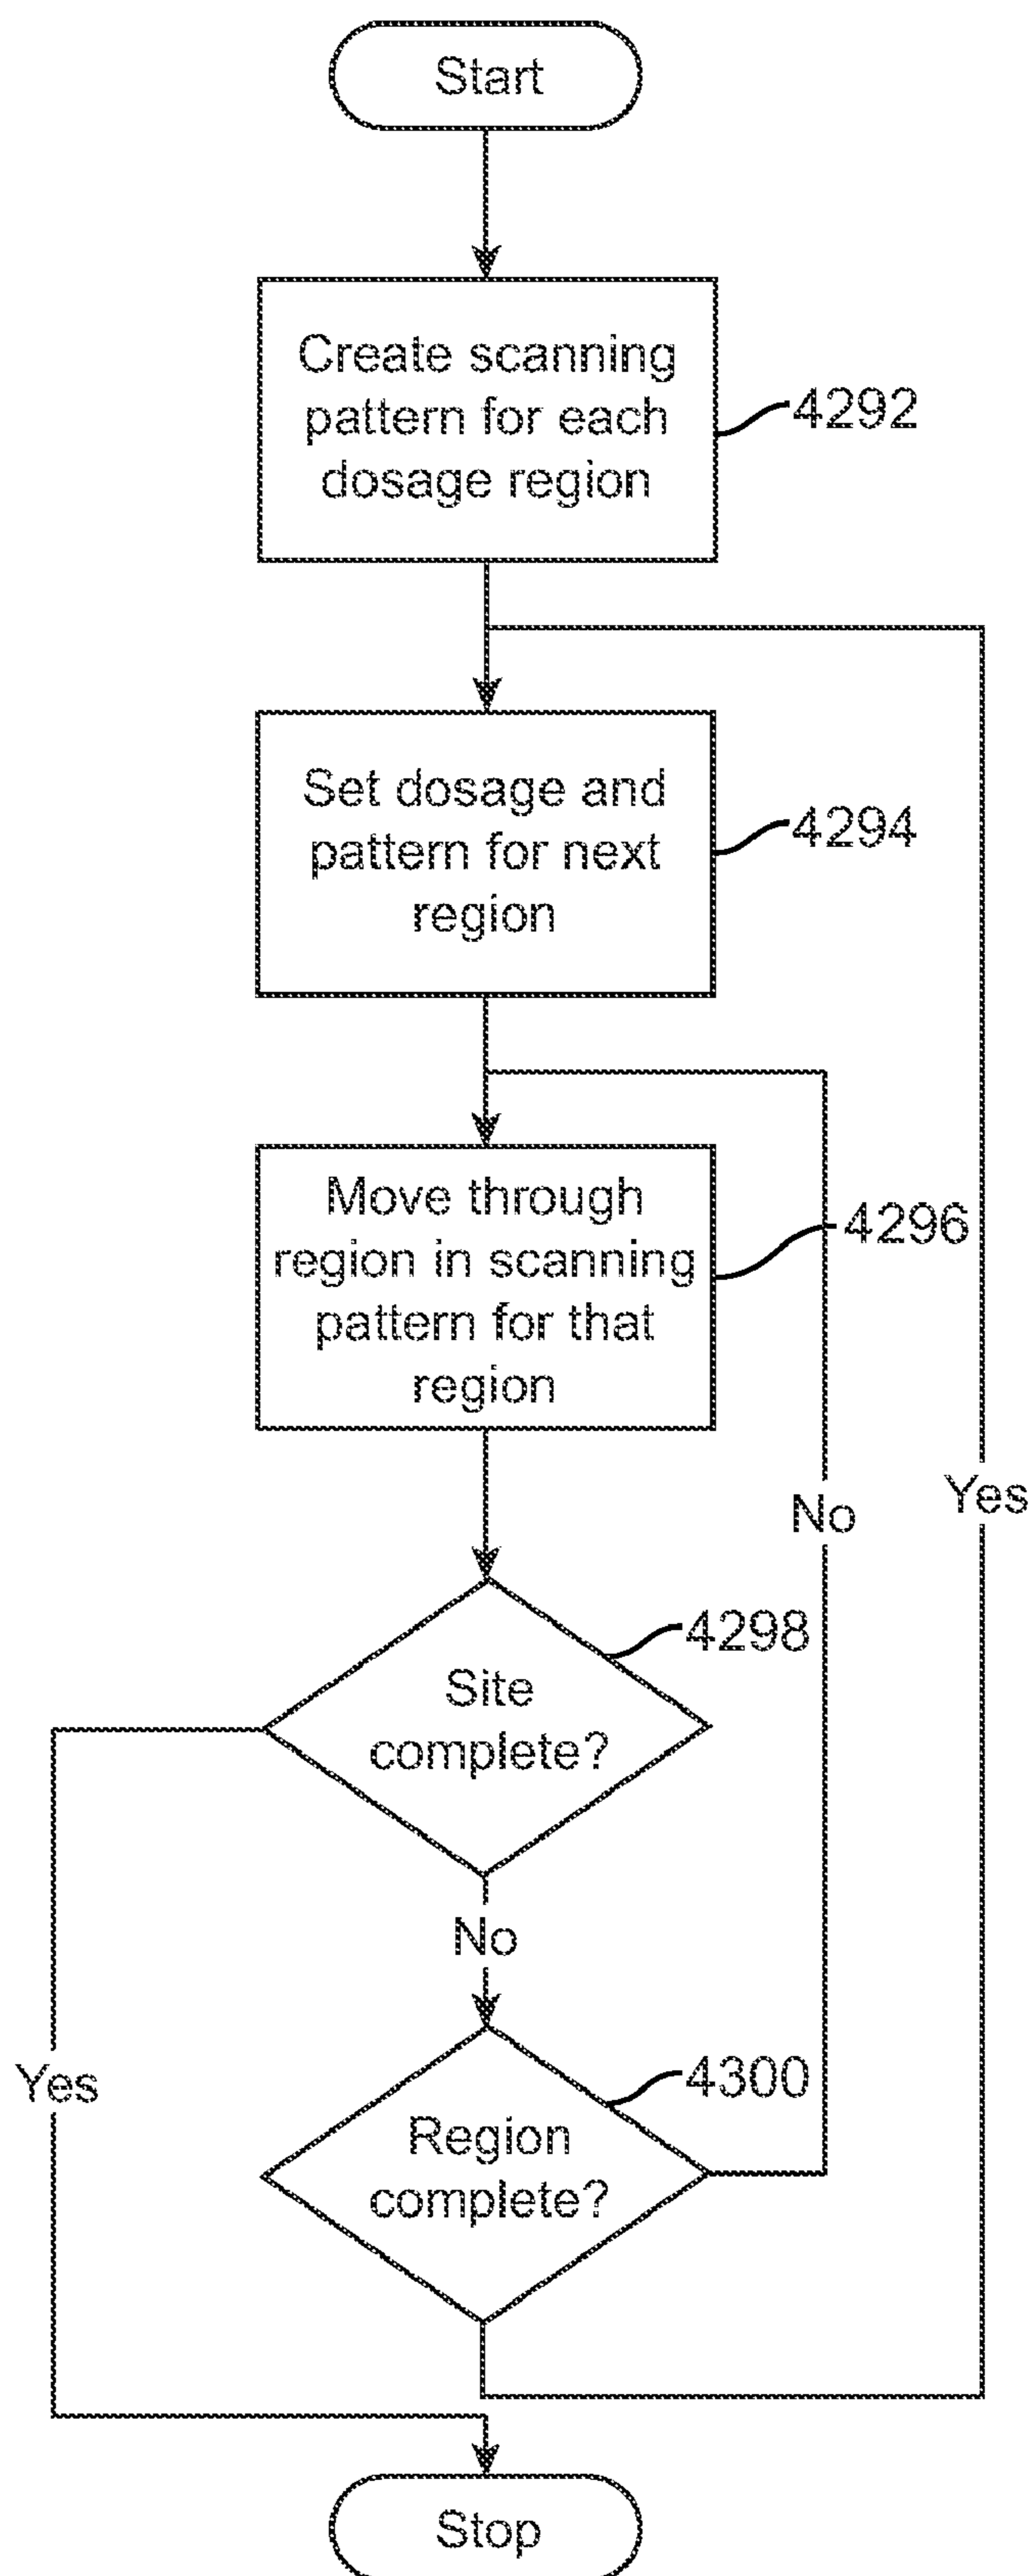 Start
Create scanning
pattern for each
dosage region
4292
Set dosage and
pattern for next
region
4294
Move through
region in scanning
pattern for that
region
4296
Yes
No
4298
Site
complete?
No
Yes
4300
Region
complete?
Stop